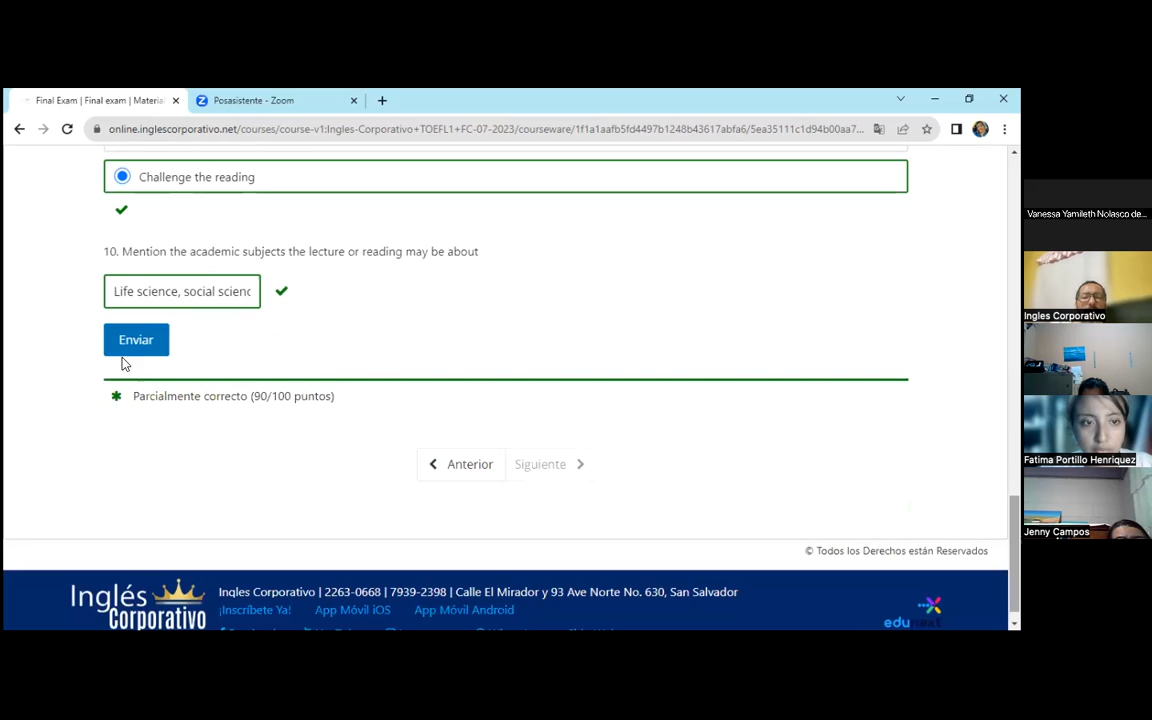 Final Exam | Final exam | Materia
Posasistente - Zoom
online.inglescorporativo.net/courses/course-v1:Ingles-Corporativo+TOEFL1+FC-07-2023/courseware/1f1a1aafb5fd4497b1248b43617abfa6/5ea35111c1d94b00aa7...
Challenge the reading
10. Mention the academic subjects the lecture or reading may be about
Life science, social scienc
Enviar
Parcialmente correcto (90/100 puntos)
Anterior
Siguiente
© Todos los Derechos están Reservados
Inglés Corporativo
Ingles Corporativo | 2263-0668 | 7939-2398 | Calle El Mirador y 93 Ave Norte No. 630, San Salvador
¡Inscríbete Ya! App Móvil iOS App Móvil Android
edunext
Vanessa Yamileth Nolasco de...
Ingles Corporativo
Fatima Portillo Henriquez
Jenny Campos